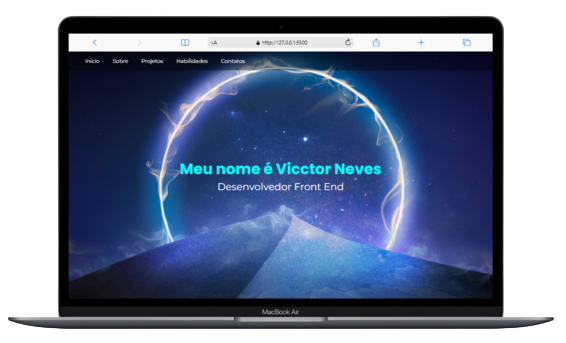 AA
http://127.0.0.1:5500
Início Sobre Projetos Habilidades Contatos
Meu nome é Vicctor Neves
Desenvolvedor Front End
MacBook Air